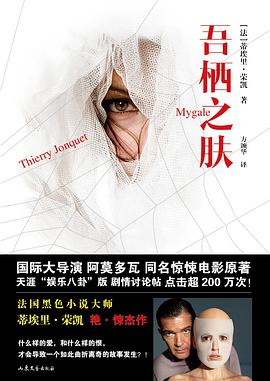 [法]蒂埃里·荣凯 著
吾栖之肤
Mygale
Thierry Jonquet
方颂华 译
国际大导演 阿莫多瓦 同名惊悚电影原著
天涯“娱乐八卦”版 剧情讨论帖 点击超 200 万次！
法国黑色小说大师
蒂埃里·荣凯 艳·悚杰作
什么样的爱，和什么样的恨，
才会导致一个如此曲折离奇的故事发生？！
山东文艺出版社